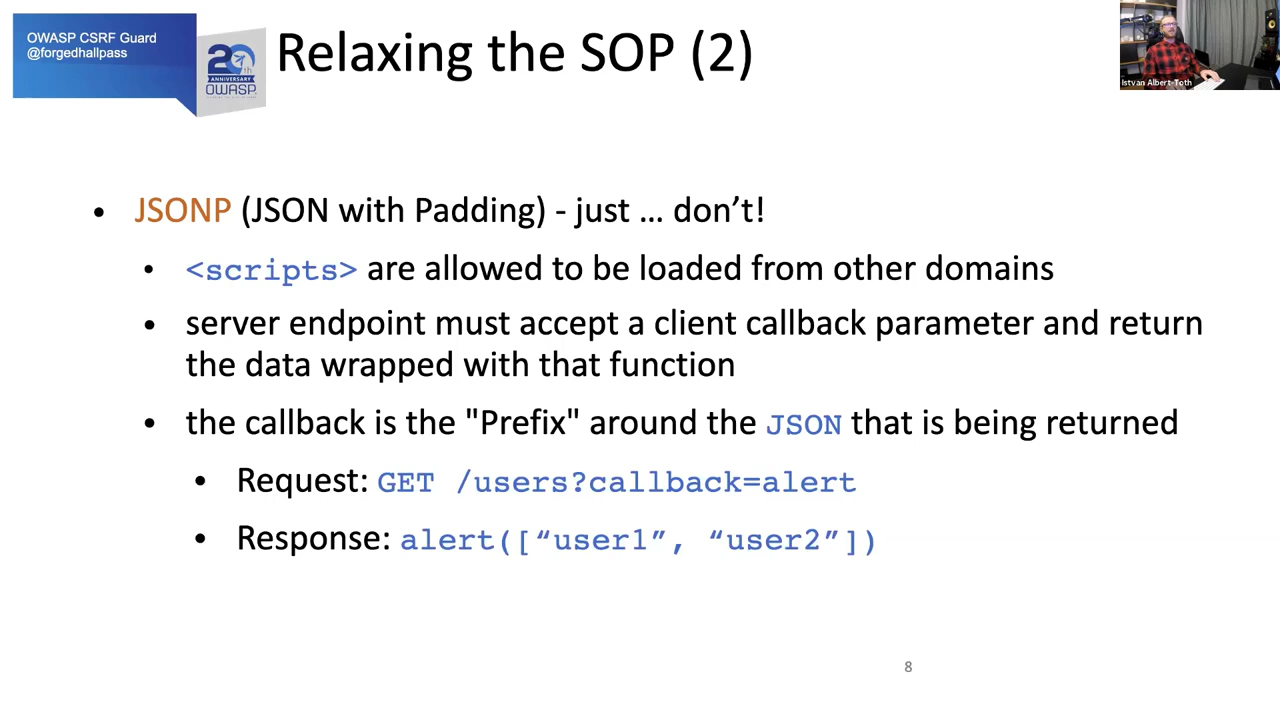 OWASP CSRF Guard
@forgedhallpass
20th
ANNIVERSARY
OWASP
Relaxing the SOP (2)
Istvan Albert-Toth
• JSONP (JSON with Padding) - just … don’t!
• <scripts> are allowed to be loaded from other domains
• server endpoint must accept a client callback parameter and return
the data wrapped with that function
• the callback is the "Prefix" around the JSON that is being returned
• Request: GET /users?callback=alert
• Response: alert([“user1”, “user2”])
8